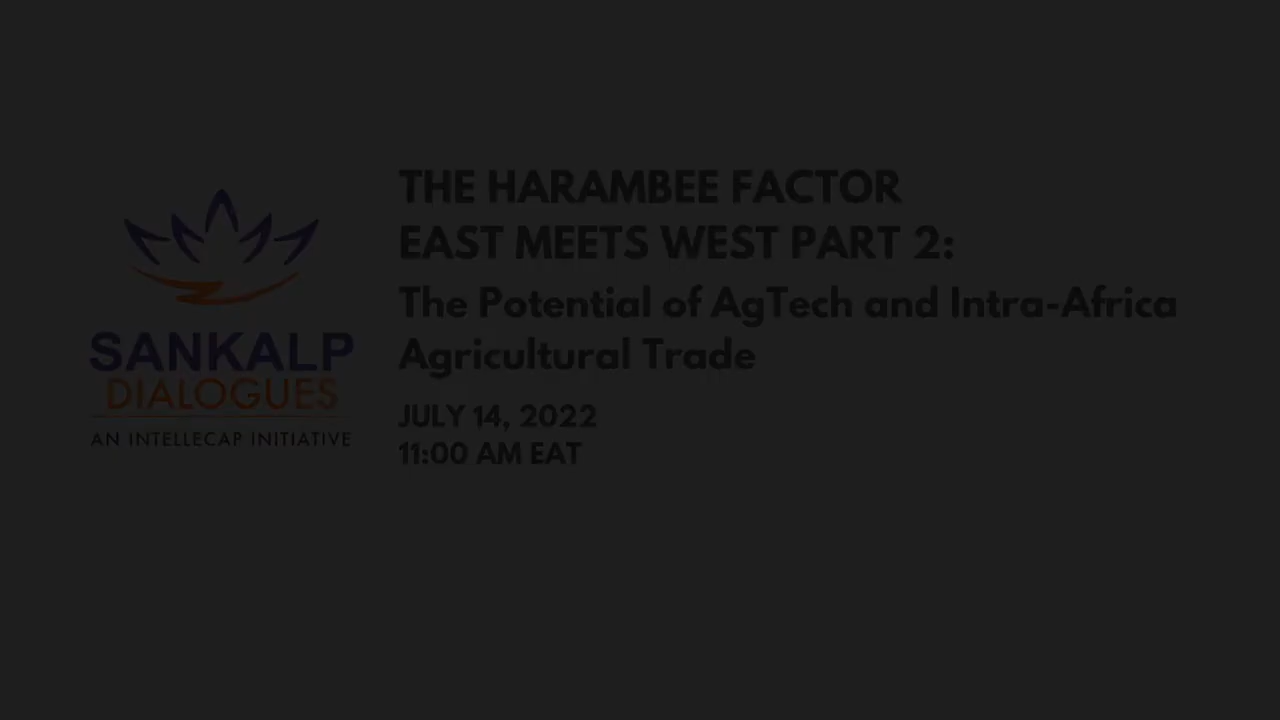 THE HARAMBEE FACTOR
EAST MEETS WEST PART 2:
The Potential of AgTech and Intra-Africa
Agricultural Trade
JULY 14, 2022
11:00 AM EAT
SANKALP
DIALOGUES
AN INTELLECAP INITIATIVE